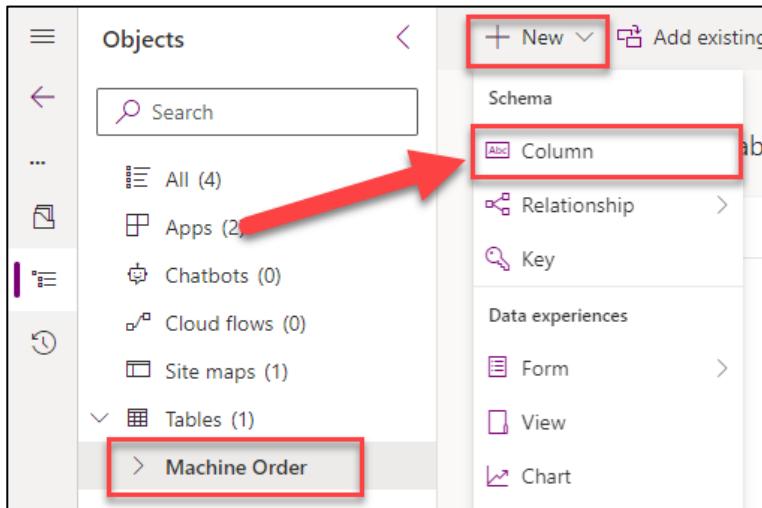 Objects
Search
All (4)
Apps (2)
Chatbots (0)
Cloud flows (0)
Site maps (1)
Tables (1)
Machine Order
New
Add existing
Schema
Abc Column
Relationship
Key
Data experiences
Form
View
Chart